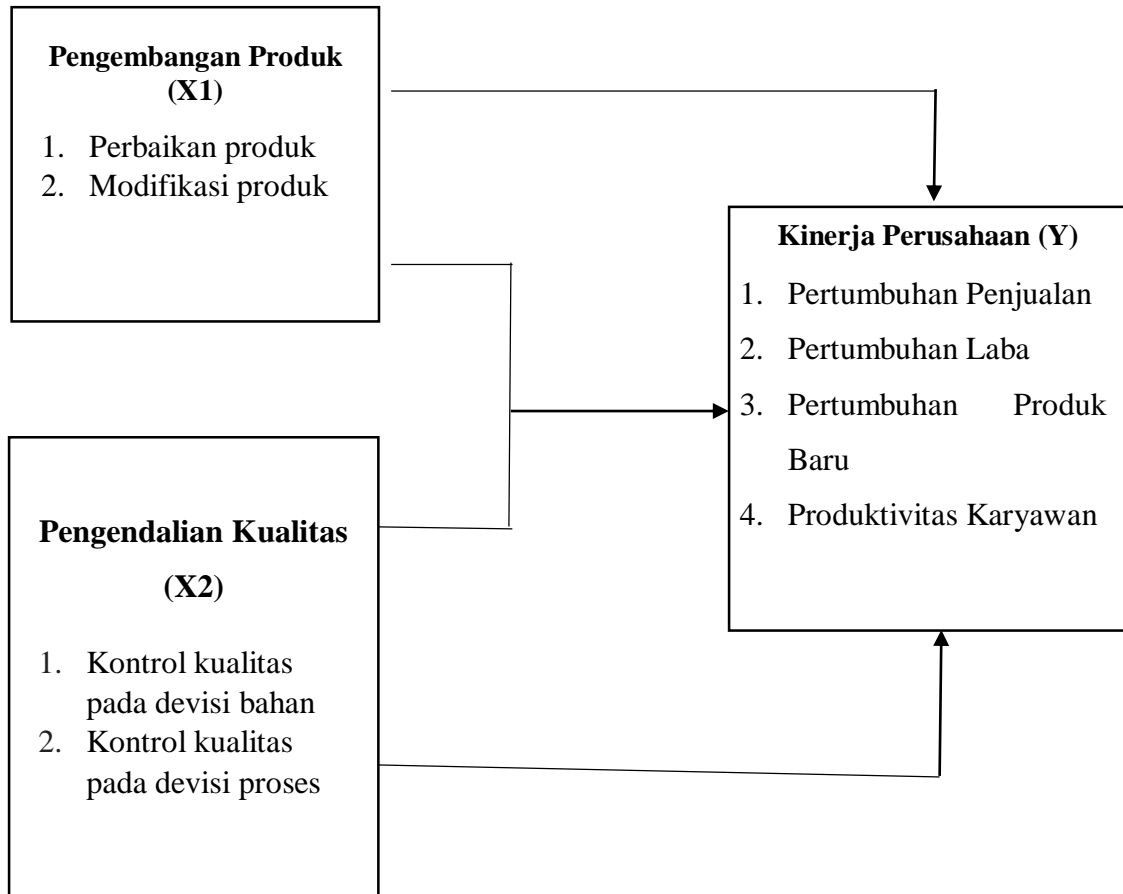 Pengembangan Produk
(X1)
1. Perbaikan produk
2. Modifikasi produk
Kinerja Perusahaan (Y)
1. Pertumbuhan Penjualan
2. Pertumbuhan Laba
3. Pertumbuhan Produk
Baru
4. Produktivitas Karyawan
Pengendalian Kualitas
(X2)
1. Kontrol kualitas
pada devisi bahan
2. Kontrol kualitas
pada devisi proses